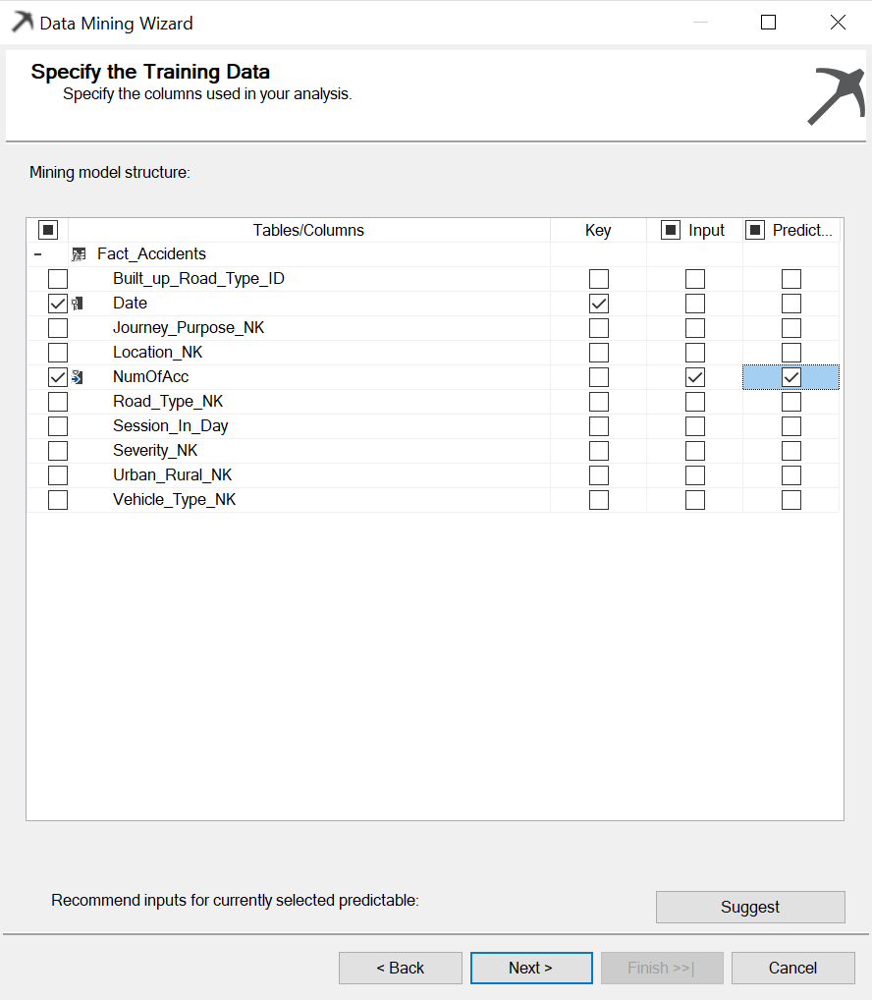 Data Mining Wizard
Specify the Training Data
Specify the columns used in your analysis.
Mining model structure:
Tables/Columns Key Input Predict...
Fact_Accidents
Built_up_Road_Type_ID
Date
Journey_Purpose_NK
Location_NK
NumOfAcc
Road_Type_NK
Session_In_Day
Severity_NK
Urban_Rural_NK
Vehicle_Type_NK
Recommend inputs for currently selected predictable:
Suggest
< Back Next > Finish >>| Cancel